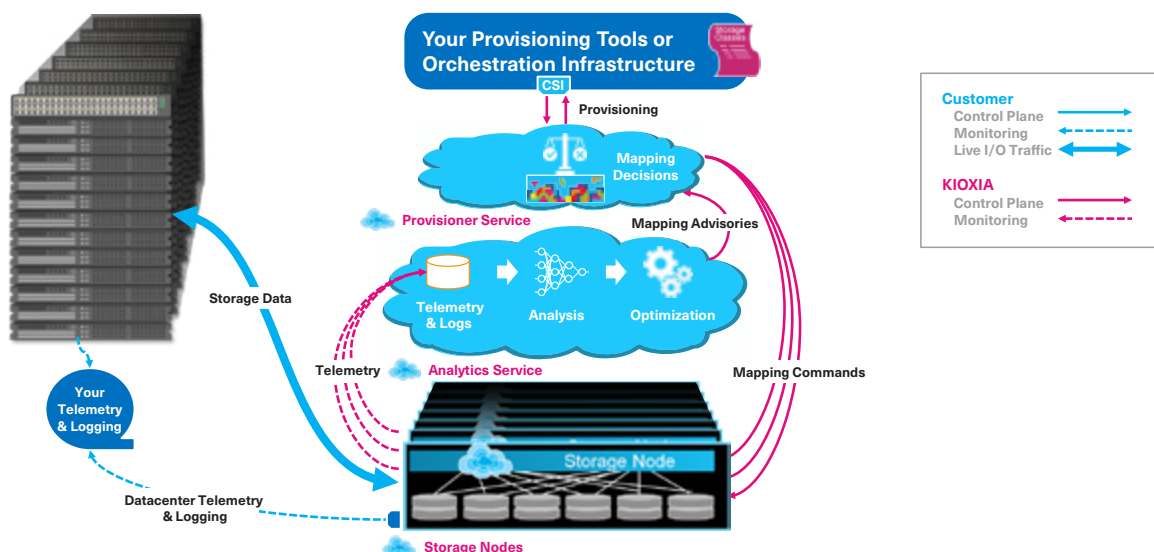 Your Provisioning Tools or
Orchestration Infrastructure
Storage
Classes
CSI
Provisioning
Mapping
Decisions
Provisioner Service
Mapping Advisories
Storage Data
Telemetry
& Logs
Analysis
Optimization
Telemetry
Analytics Service
Mapping Commands
Your
Telemetry
& Logging
Storage Node
Datacenter Telemetry
& Logging
Storage Nodes
Customer
Control Plane
Monitoring
Live I/O Traffic
KIOXIA
Control Plane
Monitoring